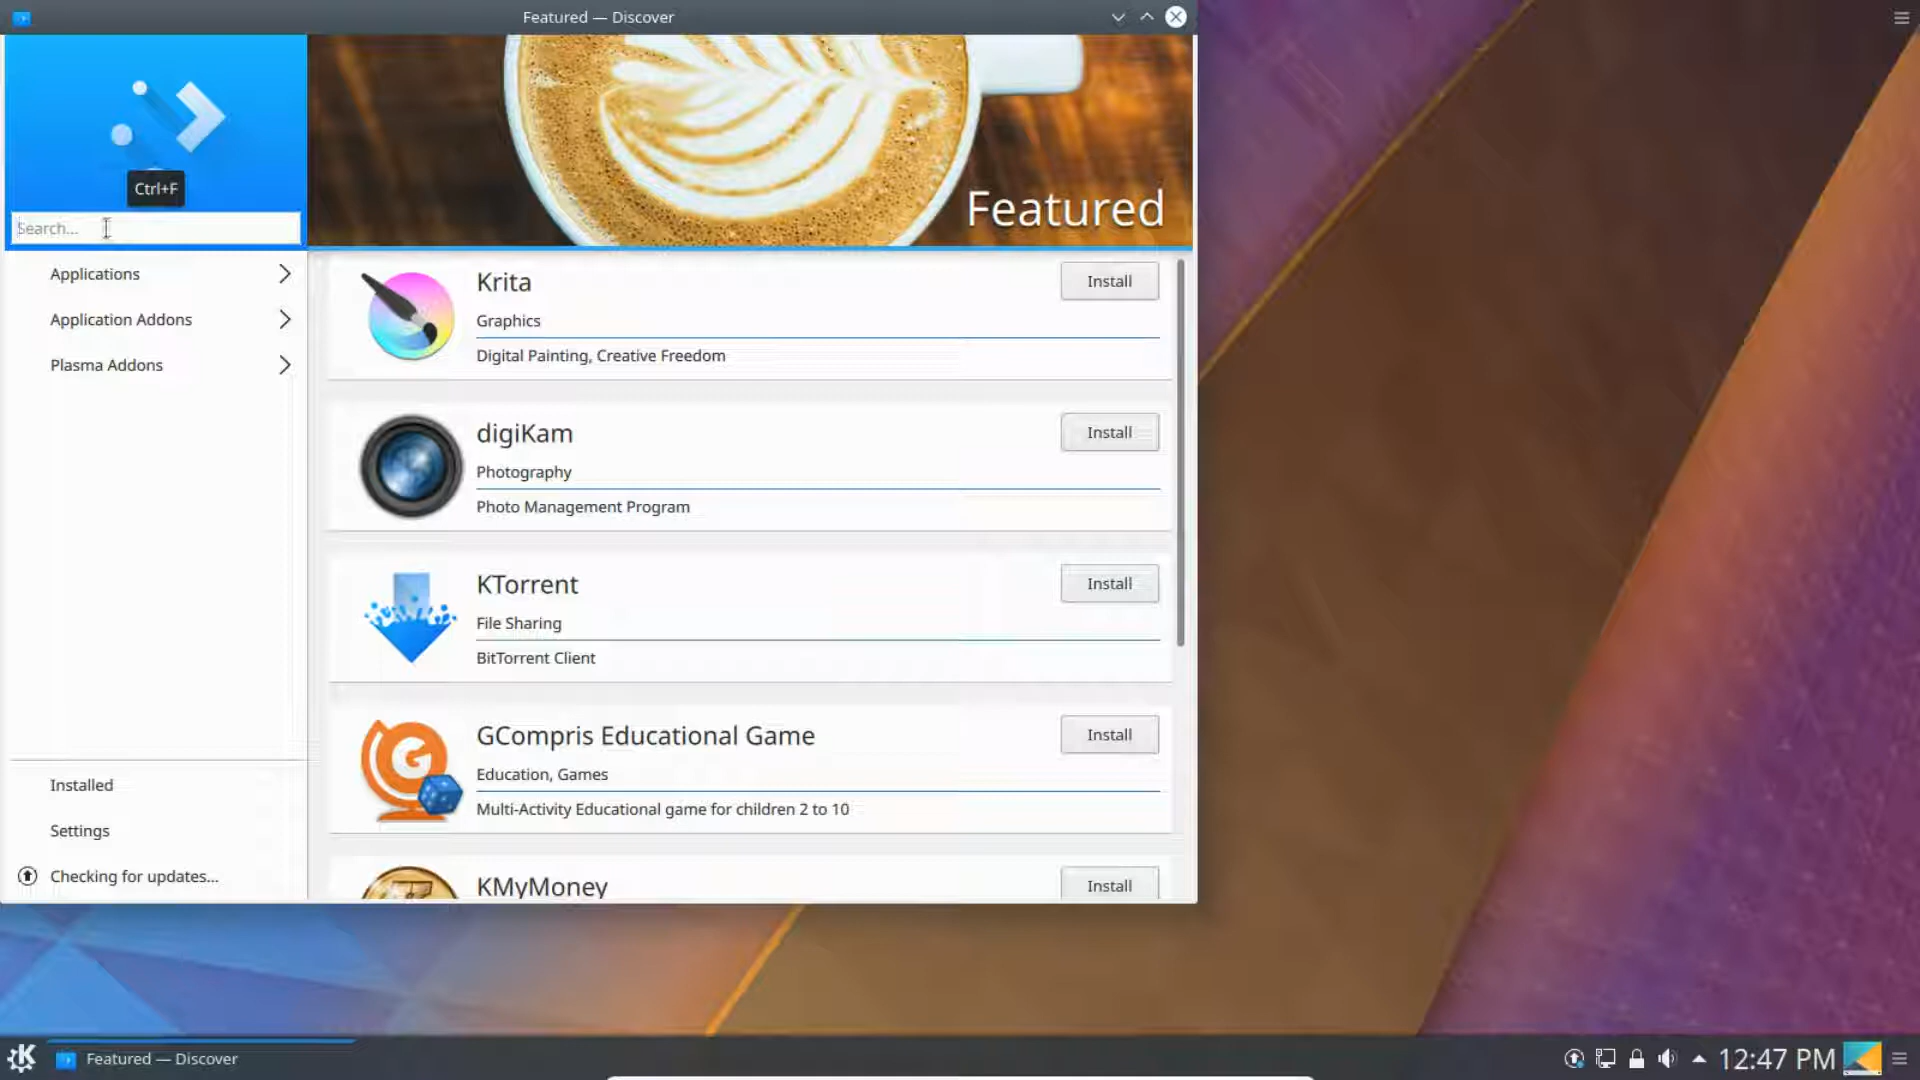 Featured — Discover
Ctrl+F
Search...
Featured
Applications
Application Addons
Plasma Addons
Installed
Settings
Checking for updates...
Krita
Install
Graphics
Digital Painting, Creative Freedom
digiKam
Install
Photography
Photo Management Program
KTorrent
Install
File Sharing
BitTorrent Client
GCompris Educational Game
Install
Education, Games
Multi-Activity Educational game for children 2 to 10
KMyMoney
Install
Featured — Discover
12:47 PM